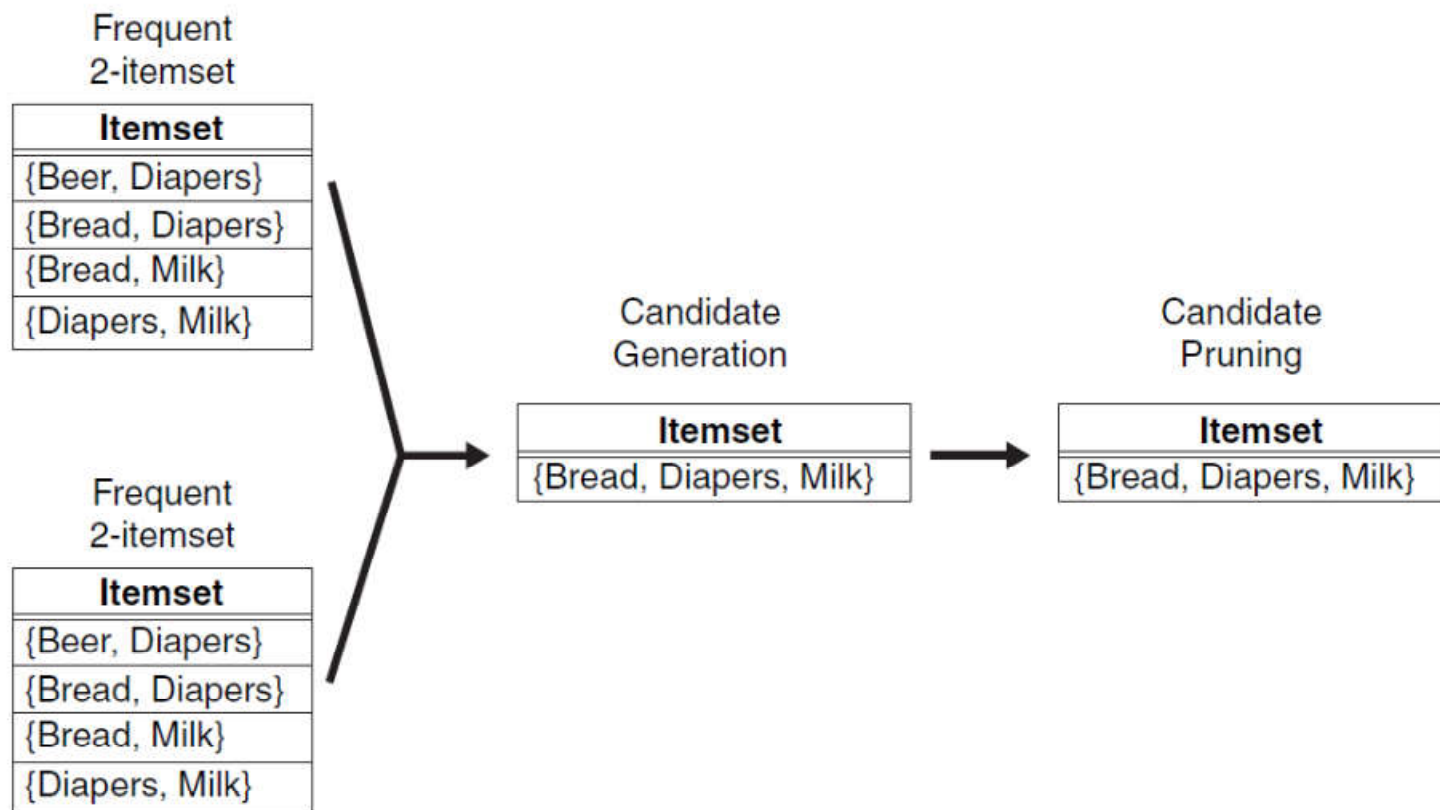 Frequent
2-itemset
Itemset
{Beer, Diapers}
{Bread, Diapers}
{Bread, Milk}
{Diapers, Milk}
Candidate
Generation
Itemset
{Bread, Diapers, Milk}
Candidate
Pruning
Itemset
{Bread, Diapers, Milk}
Frequent
2-itemset
Itemset
{Beer, Diapers}
{Bread, Diapers}
{Bread, Milk}
{Diapers, Milk}